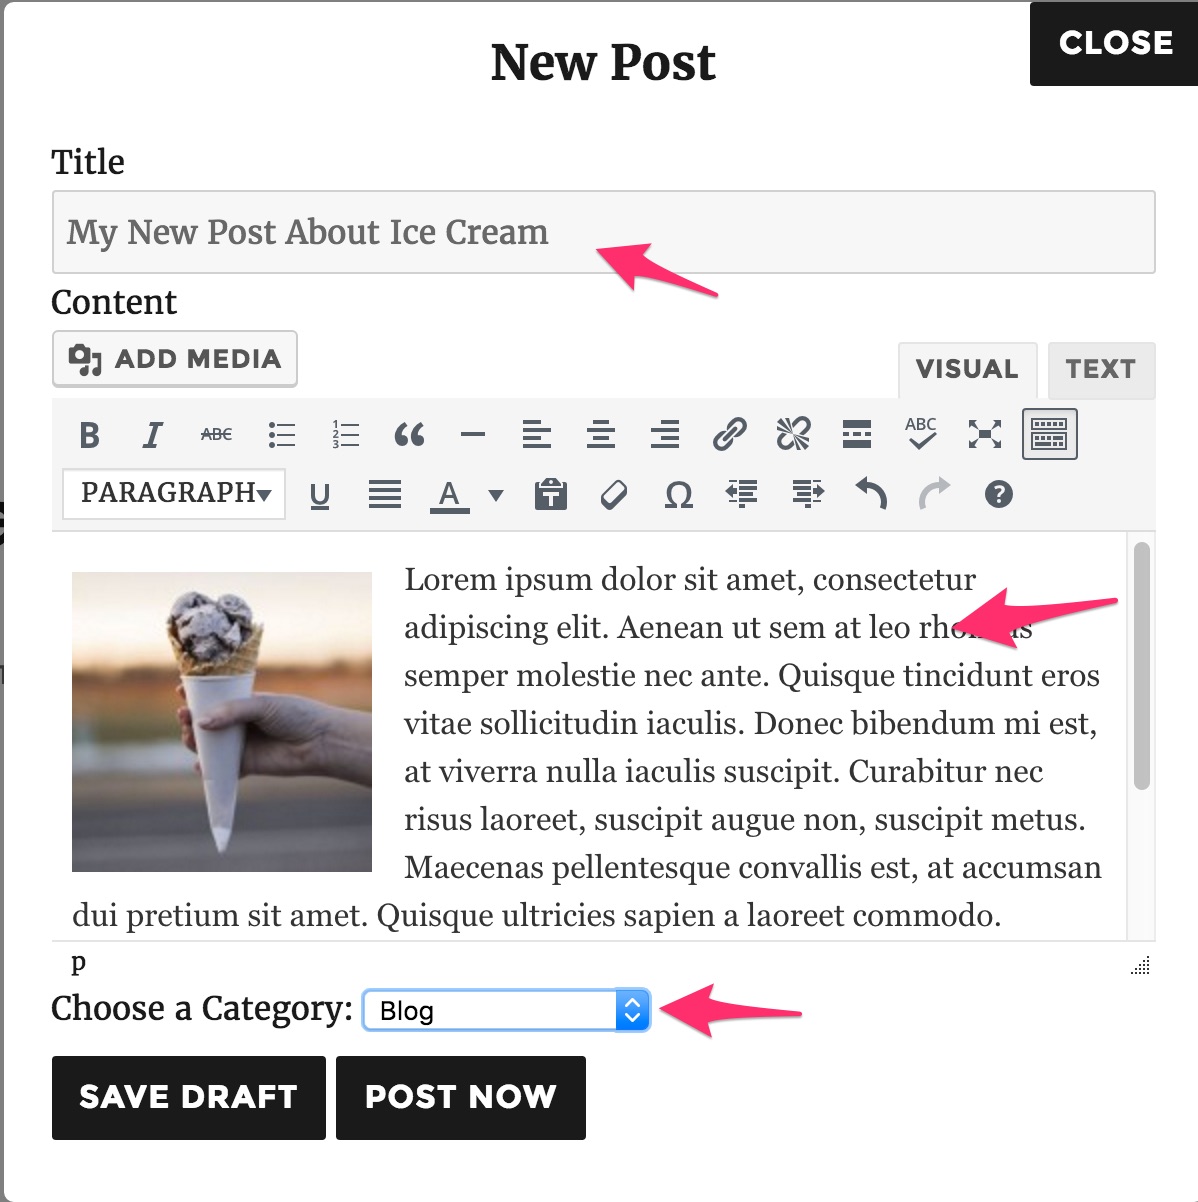 CLOSE
New Post
Title
My New Post About Ice Cream
Content
ADD MEDIA
VISUAL
TEXT
B I ABC 1 2 3 ABC
PARAGRAPH U A T Ω ?
Lorem ipsum dolor sit amet, consectetur
adipiscing elit. Aenean ut sem at leo
semper molestie nec ante. Quisque tincidunt eros
vitae sollicitudin iaculis. Donec bibendum mi est,
at viverra nulla iaculis suscipit. Curabitur nec
risus laoreet, suscipit augue non, suscipit metus.
Maecenas pellentesque convallis est, at accumsan
dui pretium sit amet. Quisque ultricies sapien a laoreet commodo.
p
Choose a Category: Blog
SAVE DRAFT
POST NOW